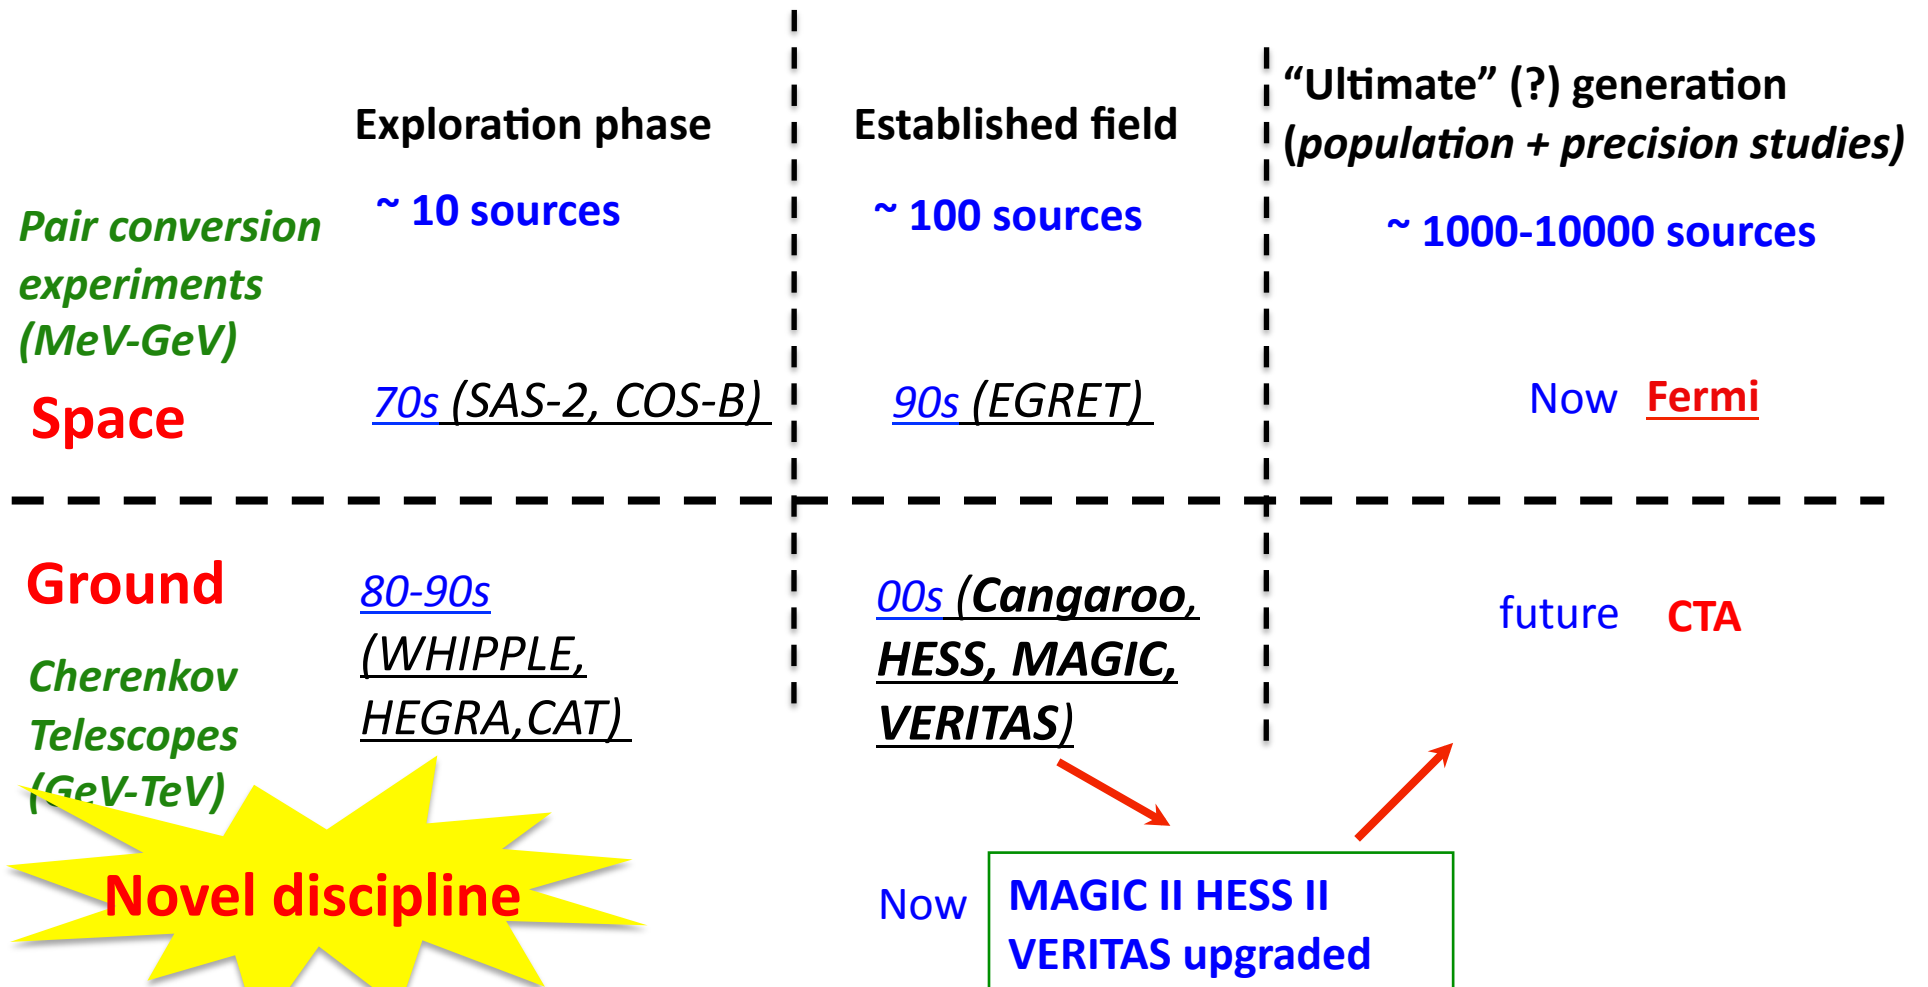 Exploration phase
~ 10 sources
Established field
~ 100 sources
“Ultimate” (?) generation
(population + precision studies)
~ 1000-10000 sources
Pair conversion
experiments
(MeV-GeV)
Space
70s (SAS-2, COS-B)
90s (EGRET)
Now Fermi
Ground
Cherenkov
Telescopes
(GeV-TeV)
80-90s
(WHIPPLE,
HEGRA,CAT)
00s (Cangaroo,
HESS, MAGIC,
VERITAS)
future CTA
Novel discipline
Now
MAGIC II HESS II
VERITAS upgraded